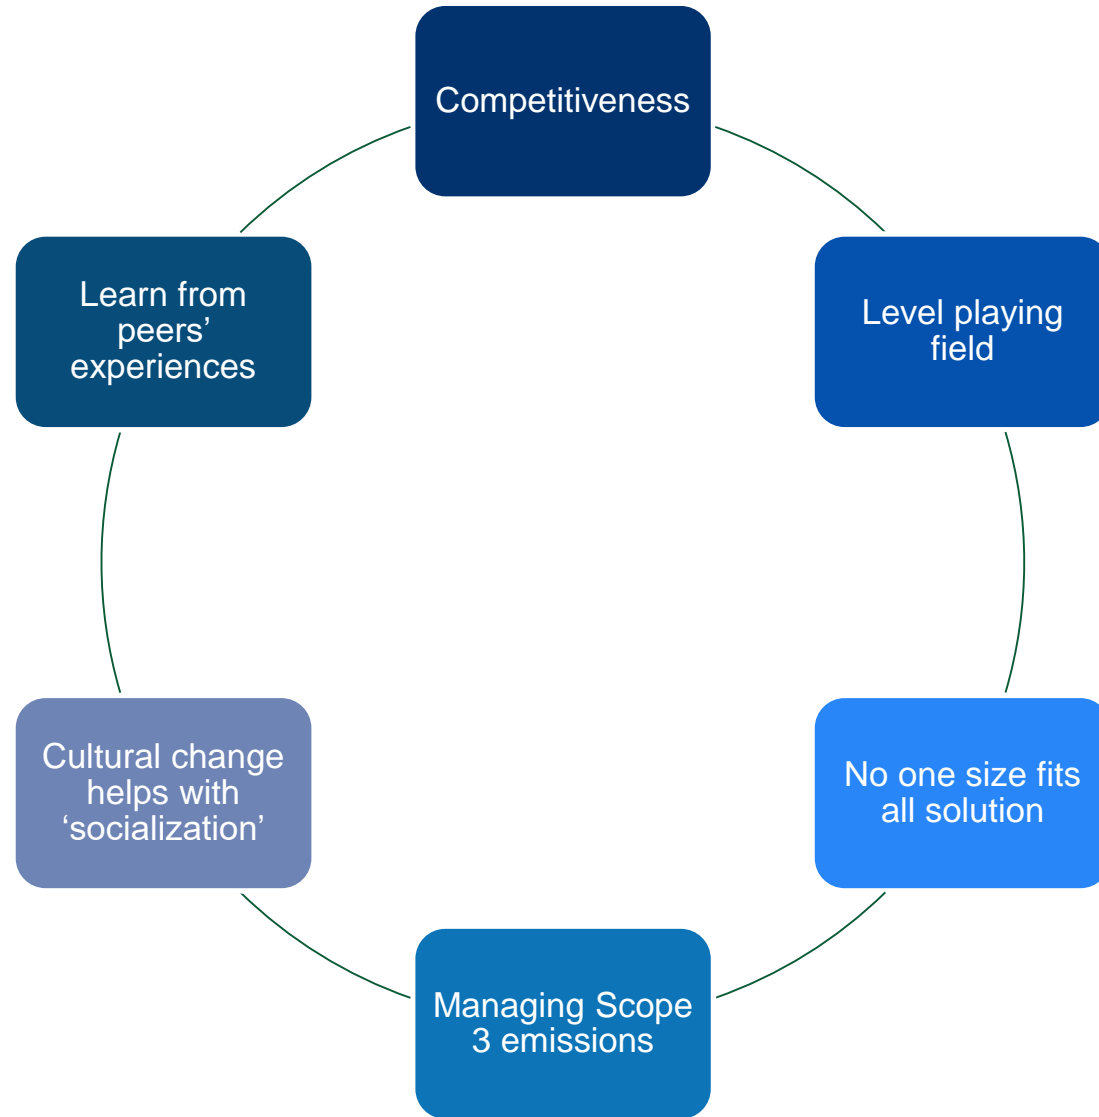 Competitiveness
Level playing
field
No one size fits
all solution
Managing Scope
3 emissions
Cultural change
helps with
‘socialization’
Learn from
peers’
experiences